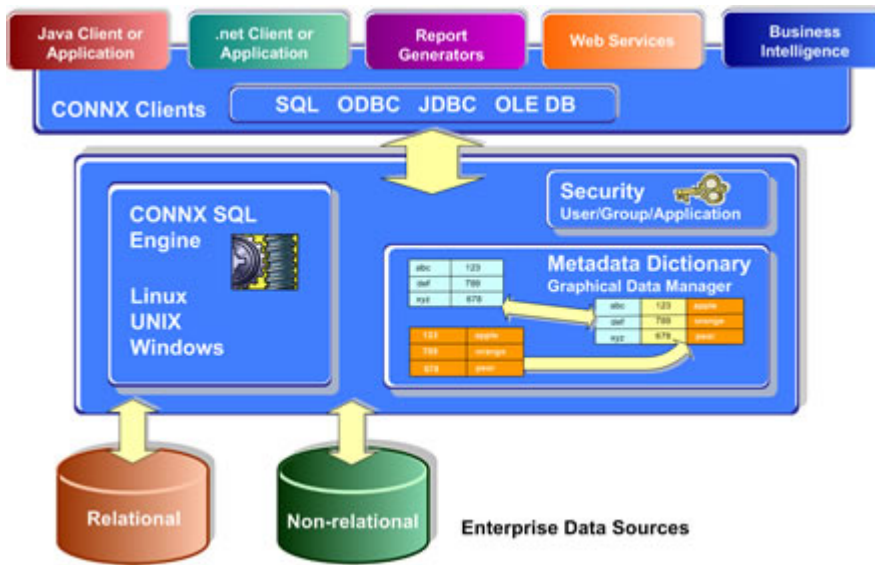 Java Client or
Application
.net Client or
Application
Report
Generators
Web Services
Business
Intelligence
CONNX Clients
SQL ODBC JDBC OLE DB
CONNX SQL
Engine
Linux
UNIX
Windows
Security
User/Group/Application
Metadata Dictionary
Graphical Data Manager
abc 123
def 789
xyz 678
abc 123 apple
def 789 orange
xyz 678 pear
123 apple
789 orange
678 pear
Relational
Non-relational
Enterprise Data Sources